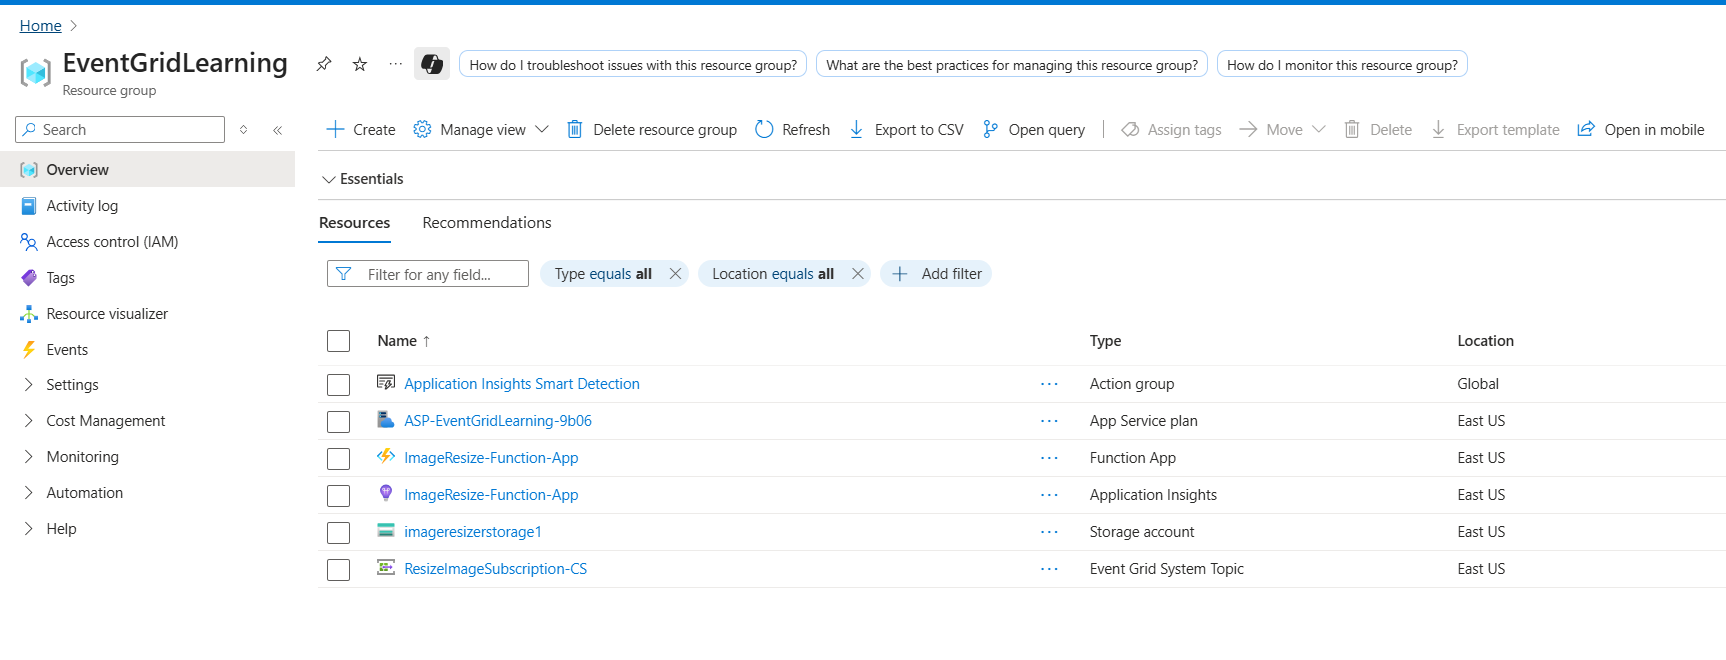 Home
EventGridLearning
Resource group
How do I troubleshoot issues with this resource group?
What are the best practices for managing this resource group?
How do I monitor this resource group?
Search
Create
Manage view
Delete resource group
Refresh
Export to CSV
Open query
Assign tags
Move
Delete
Export template
Open in mobile
Overview
Activity log
Access control (IAM)
Tags
Resource visualizer
Events
Settings
Cost Management
Monitoring
Automation
Help
Essentials
Resources Recommendations
Filter for any field...
Type equals all
Location equals all
Add filter
Name ↑ Type Location
Application Insights Smart Detection ... Action group Global
ASP-EventGridLearning-9b06 ... App Service plan East US
ImageResize-Function-App ... Function App East US
ImageResize-Function-App ... Application Insights East US
imageresizerstorage1 ... Storage account East US
ResizeImageSubscription-CS ... Event Grid System Topic East US